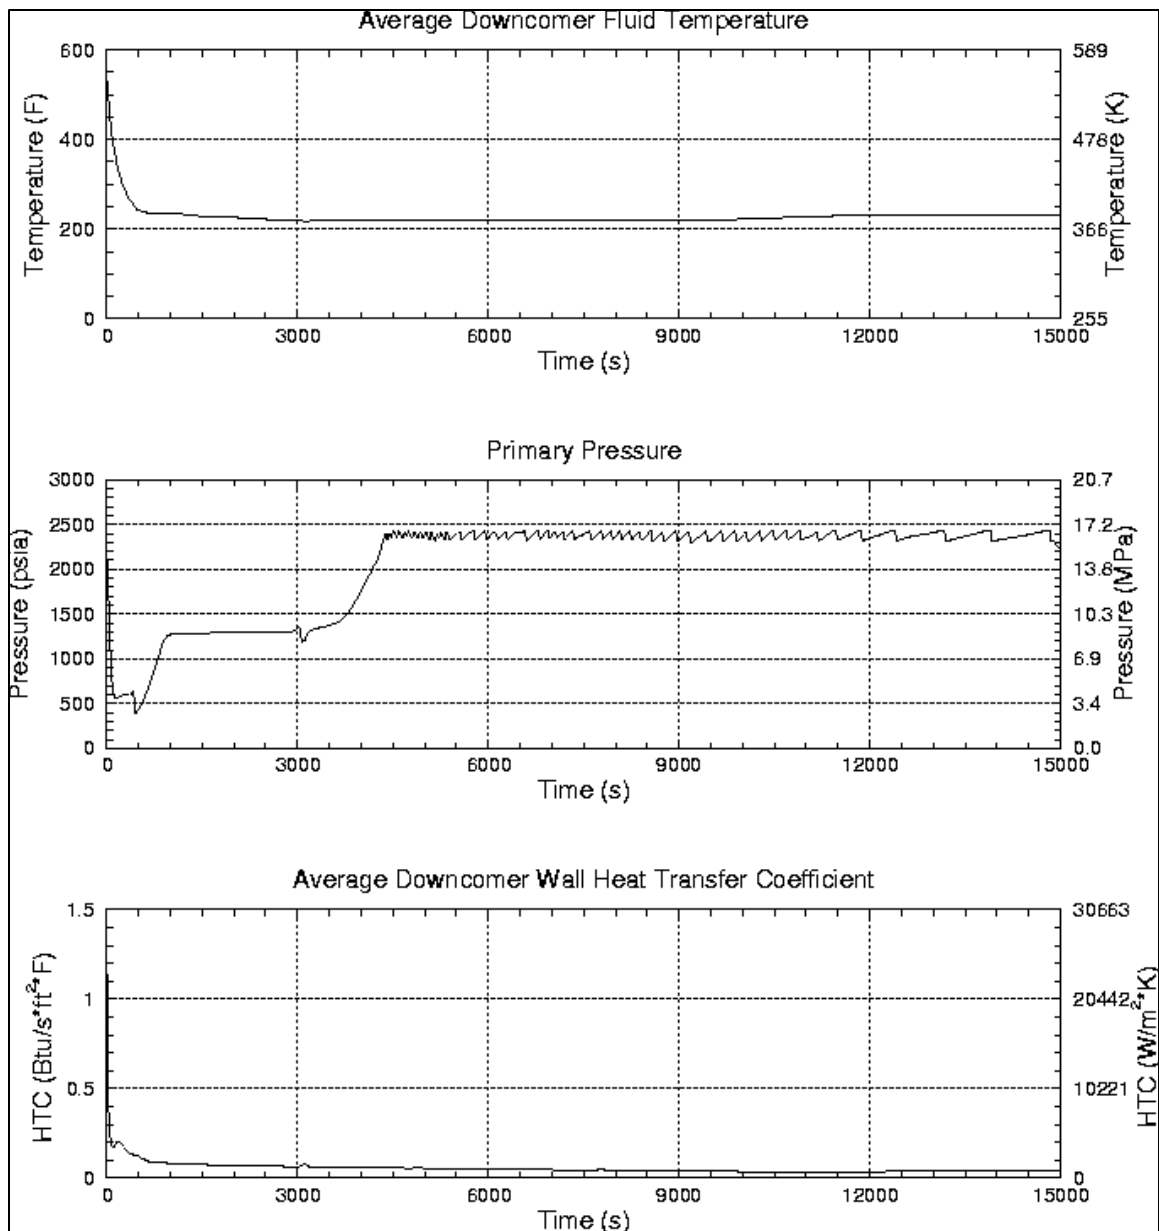 Average Downcomer Fluid Temperature
Temperature (F)
600
400
200
0
589
478
366
255
Temperature (K)
0 3000 6000 9000 12000 15000
Time (s)
Primary Pressure
Pressure (psia)
3000
2500
2000
1500
1000
500
0
20.7
17.2
13.8
10.3
6.9
3.4
0.0
Pressure (MPa)
0 3000 6000 9000 12000 15000
Time (s)
Average Downcomer Wall Heat Transfer Coefficient
HTC (Btu/s*ft²*F)
1.5
1
0.5
0
30663
20442
10221
0
HTC (W/m²*K)
0 3000 6000 9000 12000 15000
Time (s)